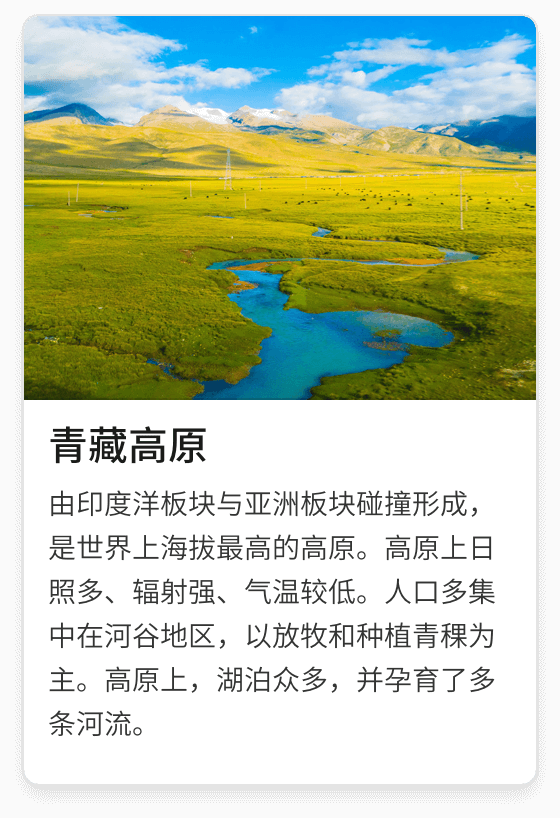 青藏高原
由印度洋板块与亚洲板块碰撞形成，
是世界上海拔最高的高原。高原上日
照多、辐射强、气温较低。人口多集
中在河谷地区，以放牧和种植青稞为
主。高原上，湖泊众多，并孕育了多
条河流。